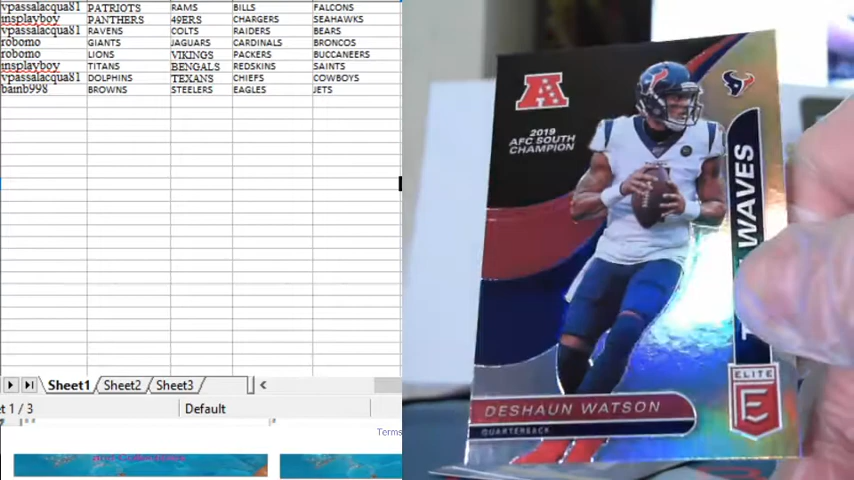 vpassalacqua81 PATRIOTS RAMS BILLS FALCONS
insplayboy PANTHERS 49ERS CHARGERS SEAHAWKS
vpassalacqua81 RAVENS COLTS RAIDERS BEARS
robomo GIANTS JAGUARS CARDINALS BRONCOS
robomo LIONS VIKINGS PACKERS BUCCANEERS
insplayboy TITANS BENGALS REDSKINS SAINTS
vpassalacqua81 DOLPHINS TEXANS CHIEFS COWBOYS
bainb998 BROWNS STEELERS EAGLES JETS
Sheet1 Sheet2 Sheet3
et 1 / 3 Default
Terms
A
2019
AFC SOUTH
CHAMPION
WAVES
ELITE
E
DESHAUN WATSON
QUARTERBACK